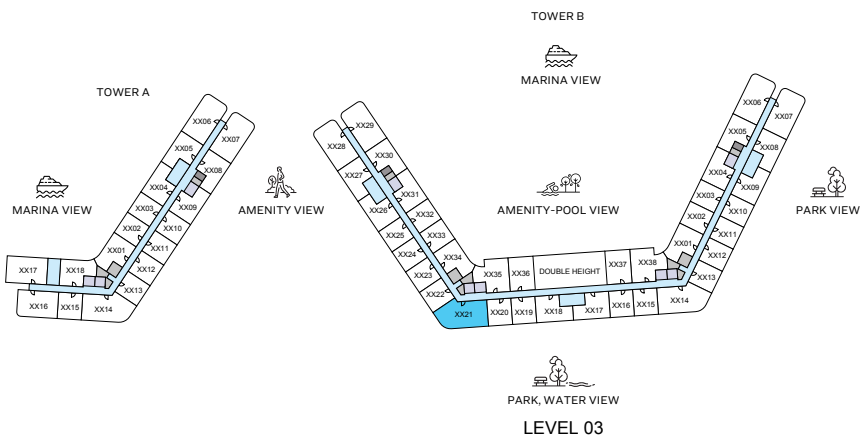 TOWER B
MARINA VIEW
TOWER A
MARINA VIEW
AMENITY VIEW
AMENITY-POOL VIEW
PARK VIEW
XX06
XX07
XX05
XX08
XX04
XX09
XX03
XX10
XX02
XX11
XX01
XX12
XX17
XX18
XX13
XX16
XX15
XX14
XX29
XX28
XX30
XX27
XX31
XX26
XX32
XX25
XX33
XX24
XX34
XX23
XX22
XX35
XX36
DOUBLE HEIGHT
XX37
XX38
XX21
XX20
XX19
XX18
XX17
XX16
XX15
XX14
XX06
XX07
XX05
XX08
XX04
XX09
XX03
XX10
XX02
XX11
XX01
XX12
XX13
PARK, WATER VIEW
LEVEL 03